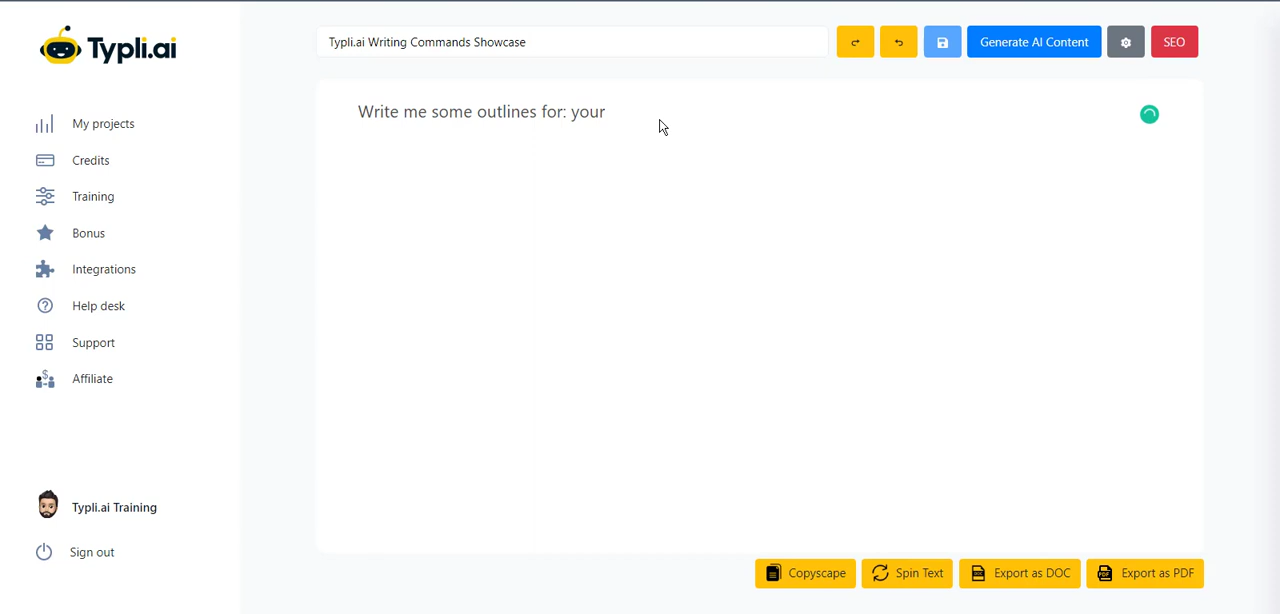 Typli.ai
My projects
Credits
Training
Bonus
Integrations
Help desk
Support
Affiliate
Typli.ai Training
Sign out
Typli.ai Writing Commands Showcase
Generate AI Content
SEO
Write me some outlines for: your
Copyscape
Spin Text
Export as DOC
Export as PDF